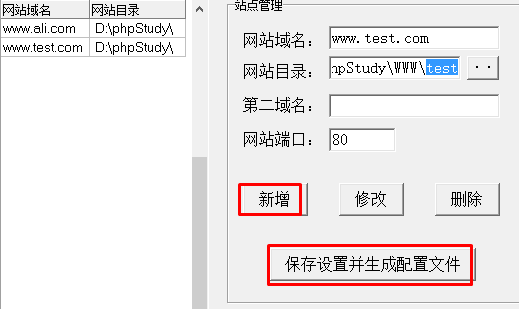 网站域名 网站目录
www.ali.com D:\phpStudy\
www.test.com D:\phpStudy\
站点管理
网站域名： www.test.com
网站目录： hpStudy\WWW\test ..
第二域名：
网站端口： 80
新增 修改 删除
保存设置并生成配置文件